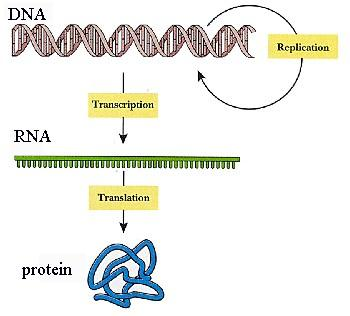 DNA
Replication
Transcription
RNA
Translation
protein